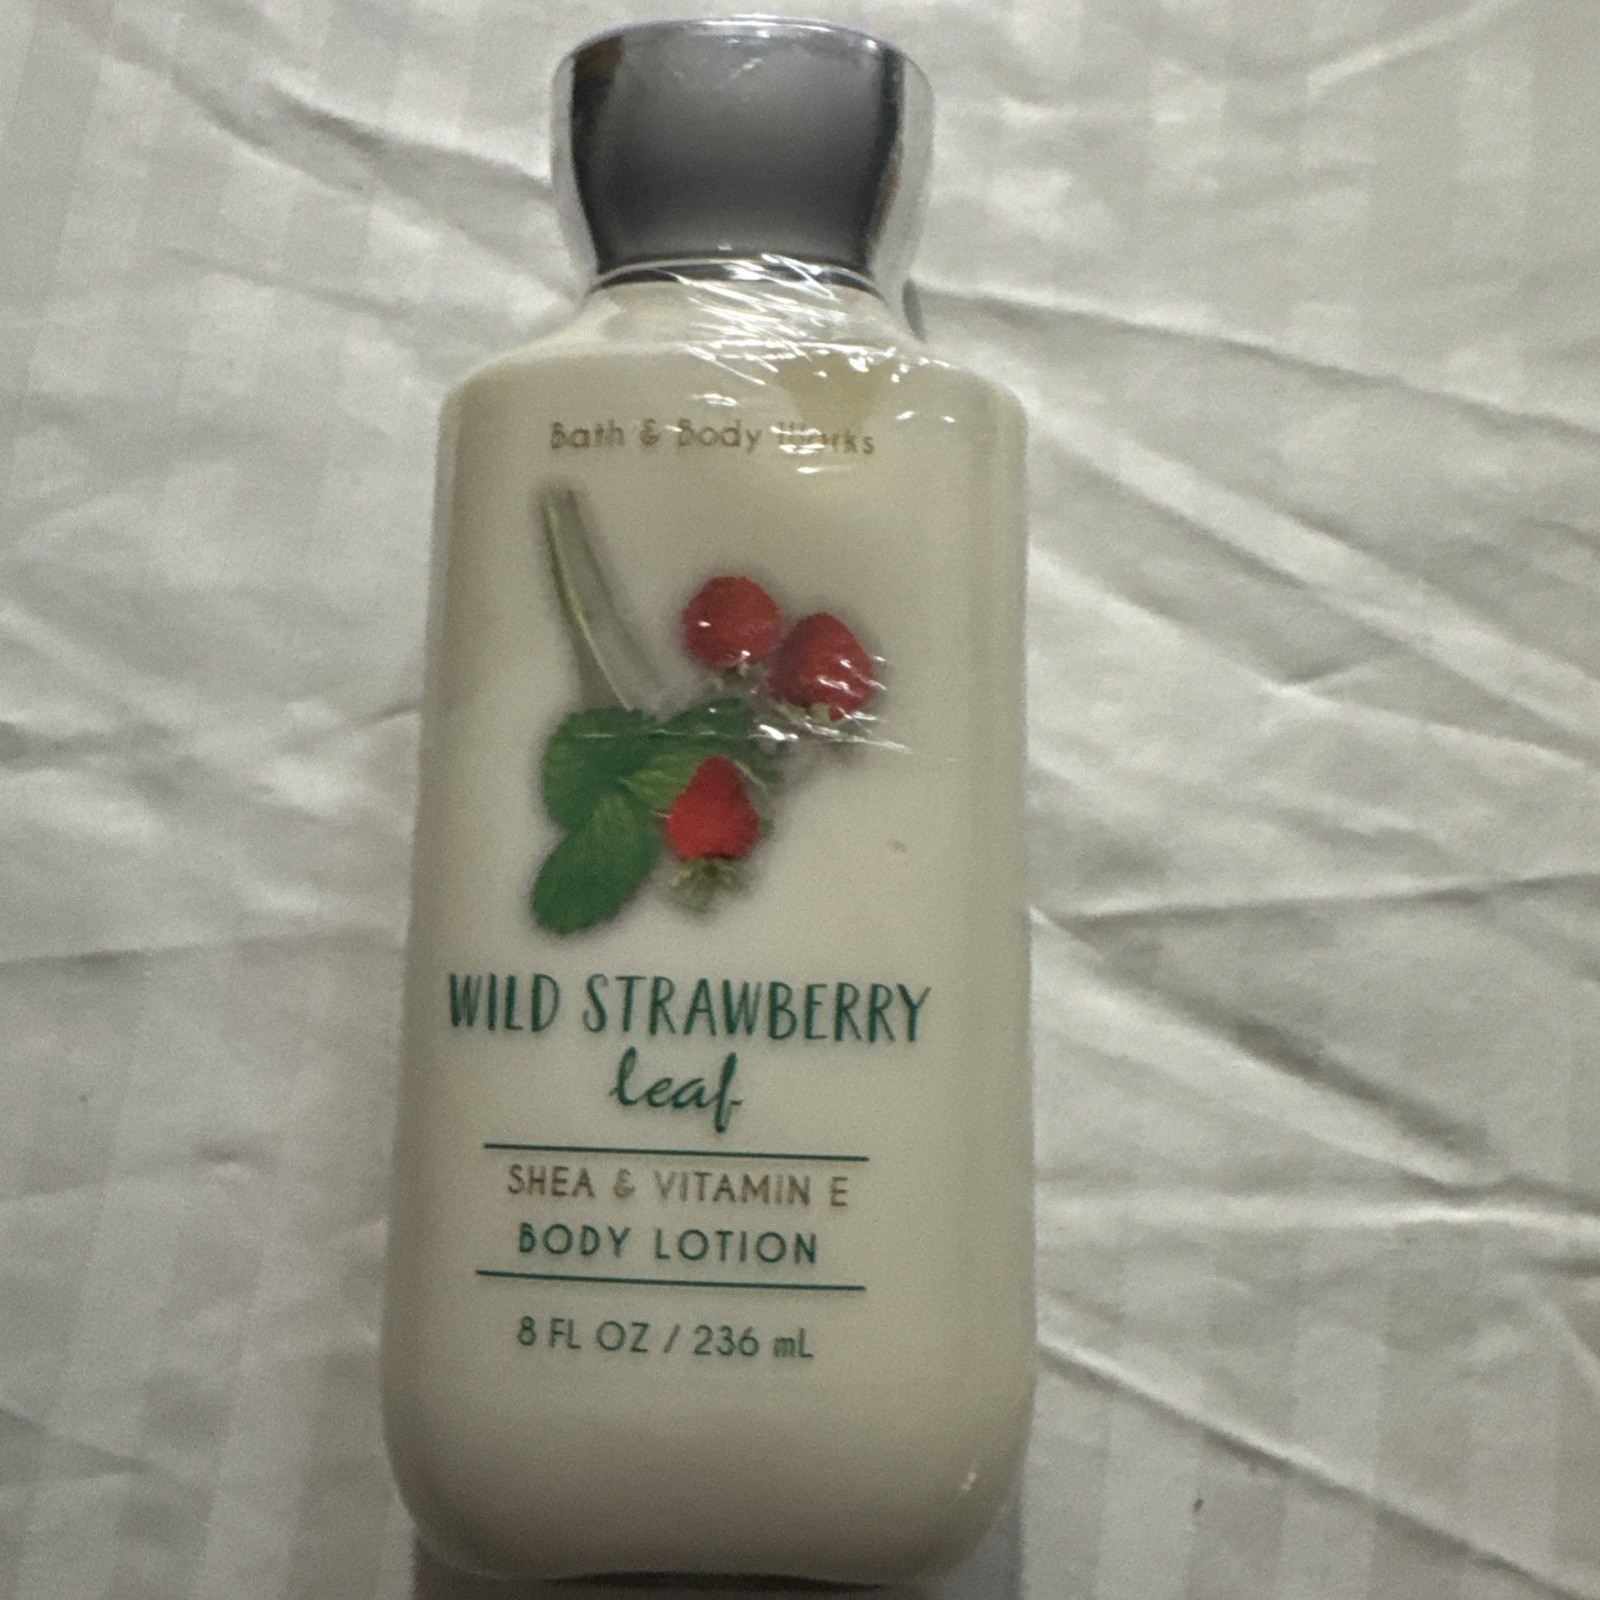 Bath & Body Works
WILD STRAWBERRY
leaf
SHEA & VITAMIN E
BODY LOTION
8 FL OZ / 236 mL